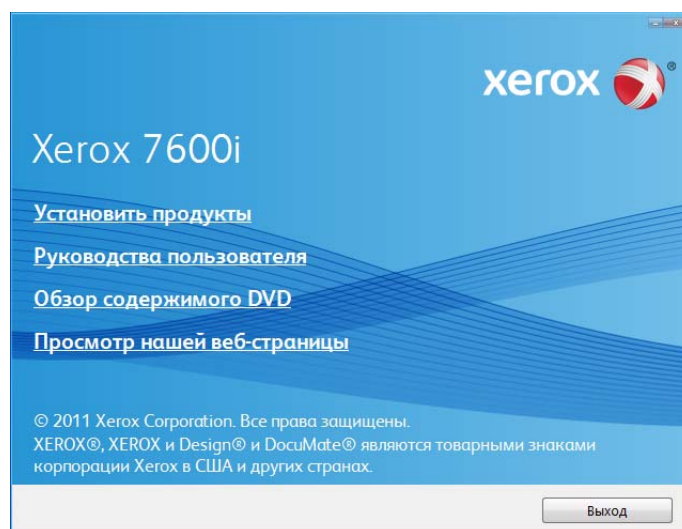 xerox ®
Xerox 7600i
Установить продукты
Руководства пользователя
Обзор содержимого DVD
Просмотр нашей веб-страницы
© 2011 Xerox Corporation. Все права защищены.
XEROX®, XEROX и Design® и DocuMate® являются товарными знаками
корпорации Xerox в США и других странах.
Выход